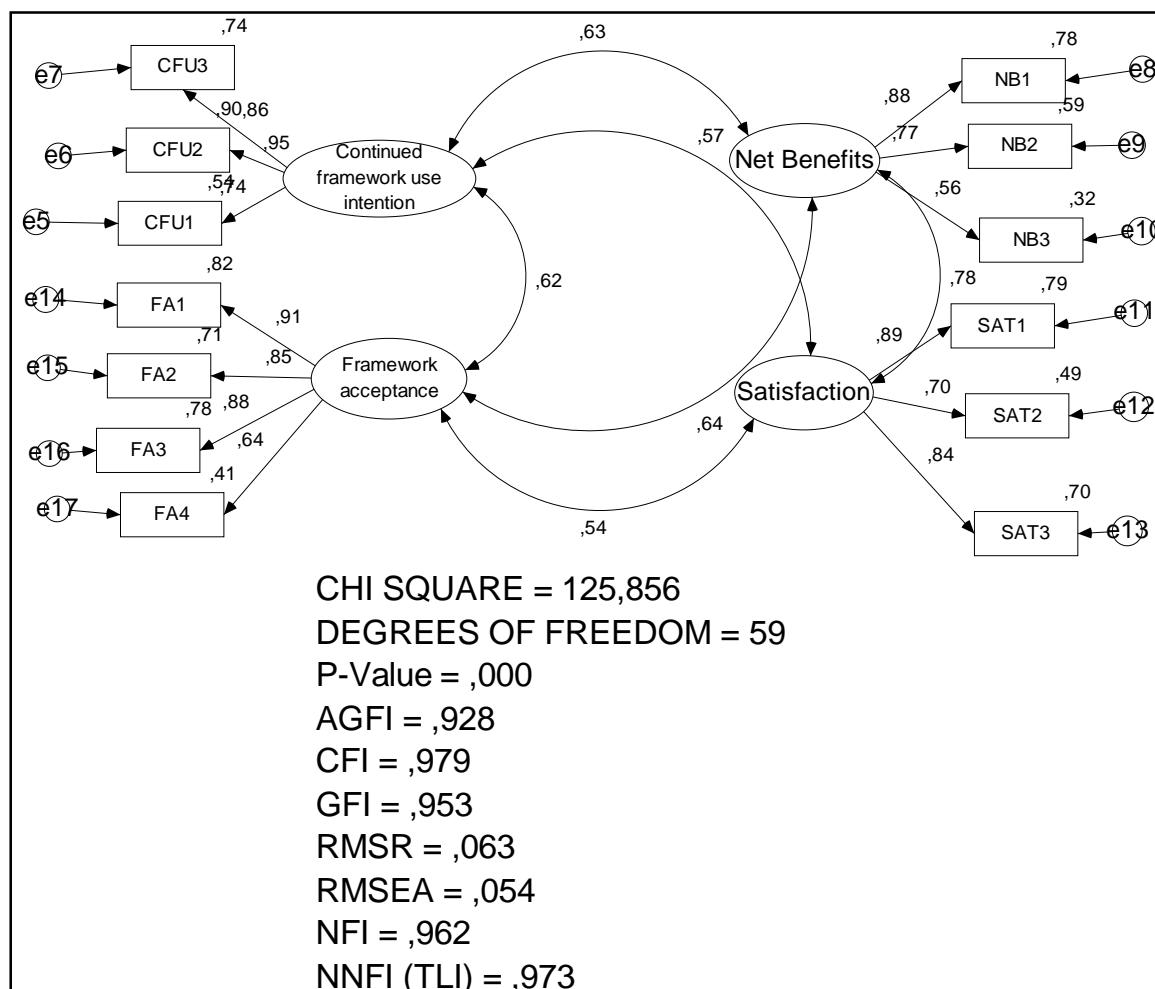 ,74
,63
,78
e7
CFU3
NB1
e8
,90
,86
,88
,59
e6
CFU2
,95
,57
,77
NB2
e9
Continued
framework use
intention
Net Benefits
,54
,74
,56
e5
CFU1
NB3
,32
e10
,82
,62
,78
,79
e14
FA1
,91
SAT1
e11
,71
,85
,89
e15
FA2
Framework
acceptance
Satisfaction
,70
,49
,78
,88
SAT2
e12
e16
FA3
,64
,64
,84
,41
e17
FA4
,54
,70
SAT3
e13
CHI SQUARE = 125,856
DEGREES OF FREEDOM = 59
P-Value = ,000
AGFI = ,928
CFI = ,979
GFI = ,953
RMSR = ,063
RMSEA = ,054
NFI = ,962
NNFI (TLI) = ,973